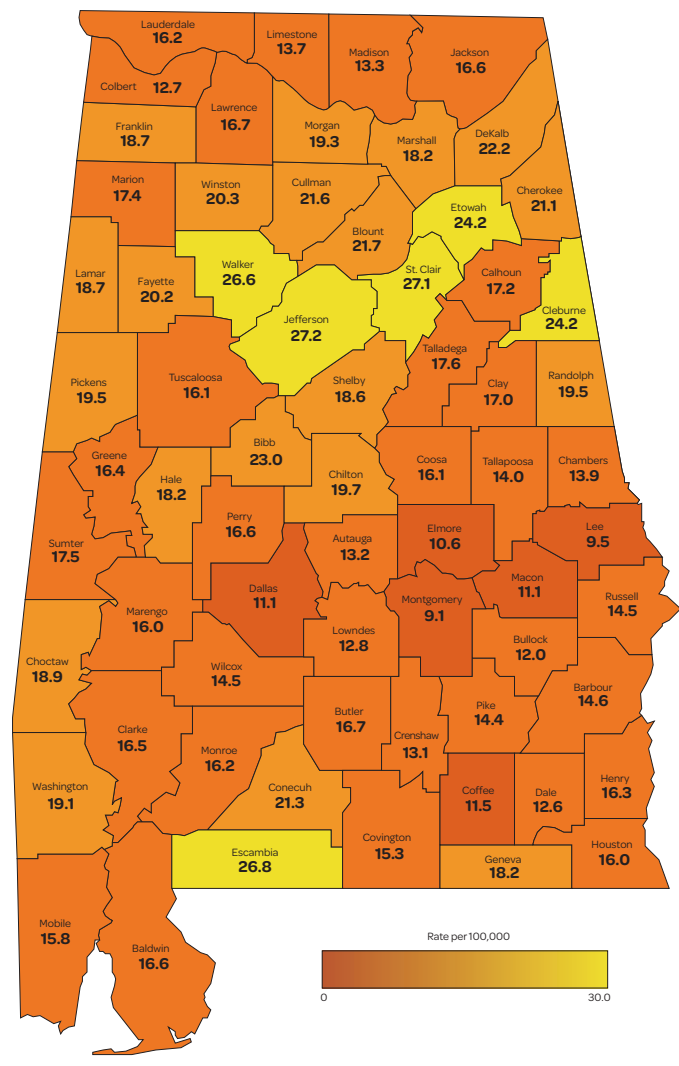 Lauderdale
16.2
Limestone
13.7
Madison
13.3
Jackson
16.6
Colbert 12.7
Lawrence
16.7
Franklin
18.7
Morgan
19.3
Marshall
18.2
DeKalb
22.2
Marion
17.4
Winston
20.3
Cullman
21.6
Cherokee
21.1
Etowah
24.2
Blount
21.7
Lamar
18.7
Fayette
20.2
Walker
26.6
St. Clair
27.1
Calhoun
17.2
Cleburne
24.2
Jefferson
27.2
Talladega
17.6
Pickens
19.5
Tuscaloosa
16.1
Shelby
18.6
Clay
17.0
Randolph
19.5
Greene
16.4
Bibb
23.0
Hale
18.2
Chilton
19.7
Coosa
16.1
Tallapoosa
14.0
Chambers
13.9
Sumter
17.5
Perry
16.6
Autauga
13.2
Elmore
10.6
Lee
9.5
Dallas
11.1
Montgomery
9.1
Macon
11.1
Russell
14.5
Marengo
16.0
Lowndes
12.8
Bullock
12.0
Choctaw
18.9
Wilcox
14.5
Barbour
14.6
Clarke
16.5
Butler
16.7
Crenshaw
13.1
Pike
14.4
Monroe
16.2
Washington
19.1
Conecuh
21.3
Coffee
11.5
Dale
12.6
Henry
16.3
Covington
15.3
Escambia
26.8
Geneva
18.2
Houston
16.0
Mobile
15.8
Baldwin
16.6
Rate per 100,000
0 30.0